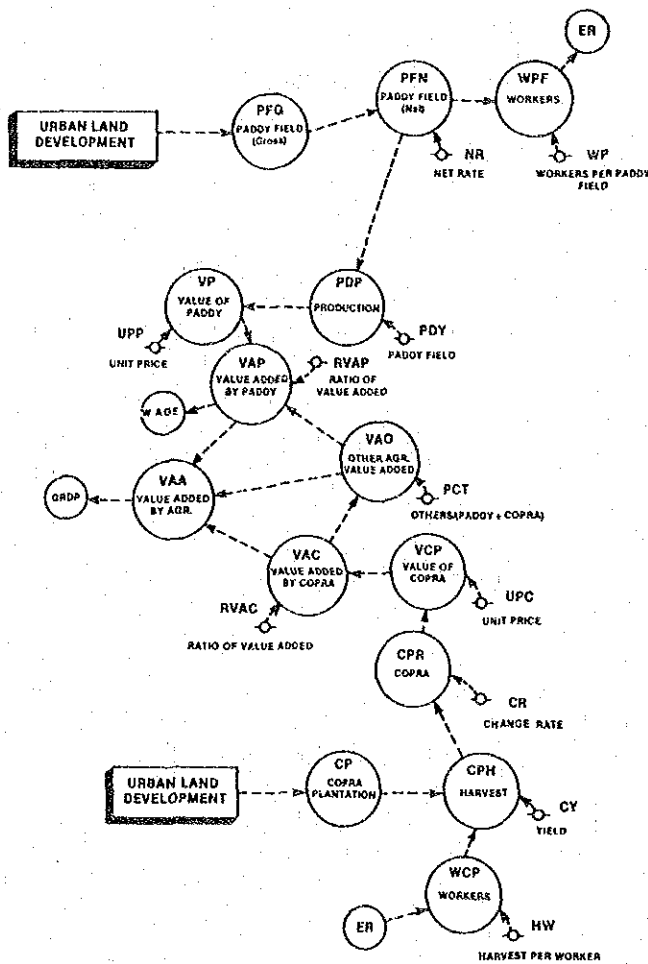 ER
PFN
PADDY FIELD
(Net)
WPF
WORKERS
PFG
PADDY FIELD
(Gross)
URBAN LAND
DEVELOPMENT
NR
NET RATE
WP
WORKERS PER PADDY
FIELD
VP
VALUE OF
PADDY
PDP
PRODUCTION
UPP
UNIT PRICE
PDY
PADDY FIELD
VAP
VALUE ADDED
BY PADDY
RVAP
RATIO OF
VALUE ADDED
WAGE
VAO
OTHER AGR.
VALUE ADDED
VAA
VALUE ADDED
BY AGR.
GRDP
PCT
OTHERS(PADDY + COPRA)
VAC
VALUE ADDED
BY COPRA
VCP
VALUE OF
COPRA
RVAC
RATIO OF VALUE ADDED
UPC
UNIT PRICE
CPR
COPRA
CR
CHANGE RATE
CP
COPRA
PLANTATION
CPH
HARVEST
URBAN LAND
DEVELOPMENT
CY
YIELD
WCP
WORKERS
ER
HW
HARVEST PER WORKER